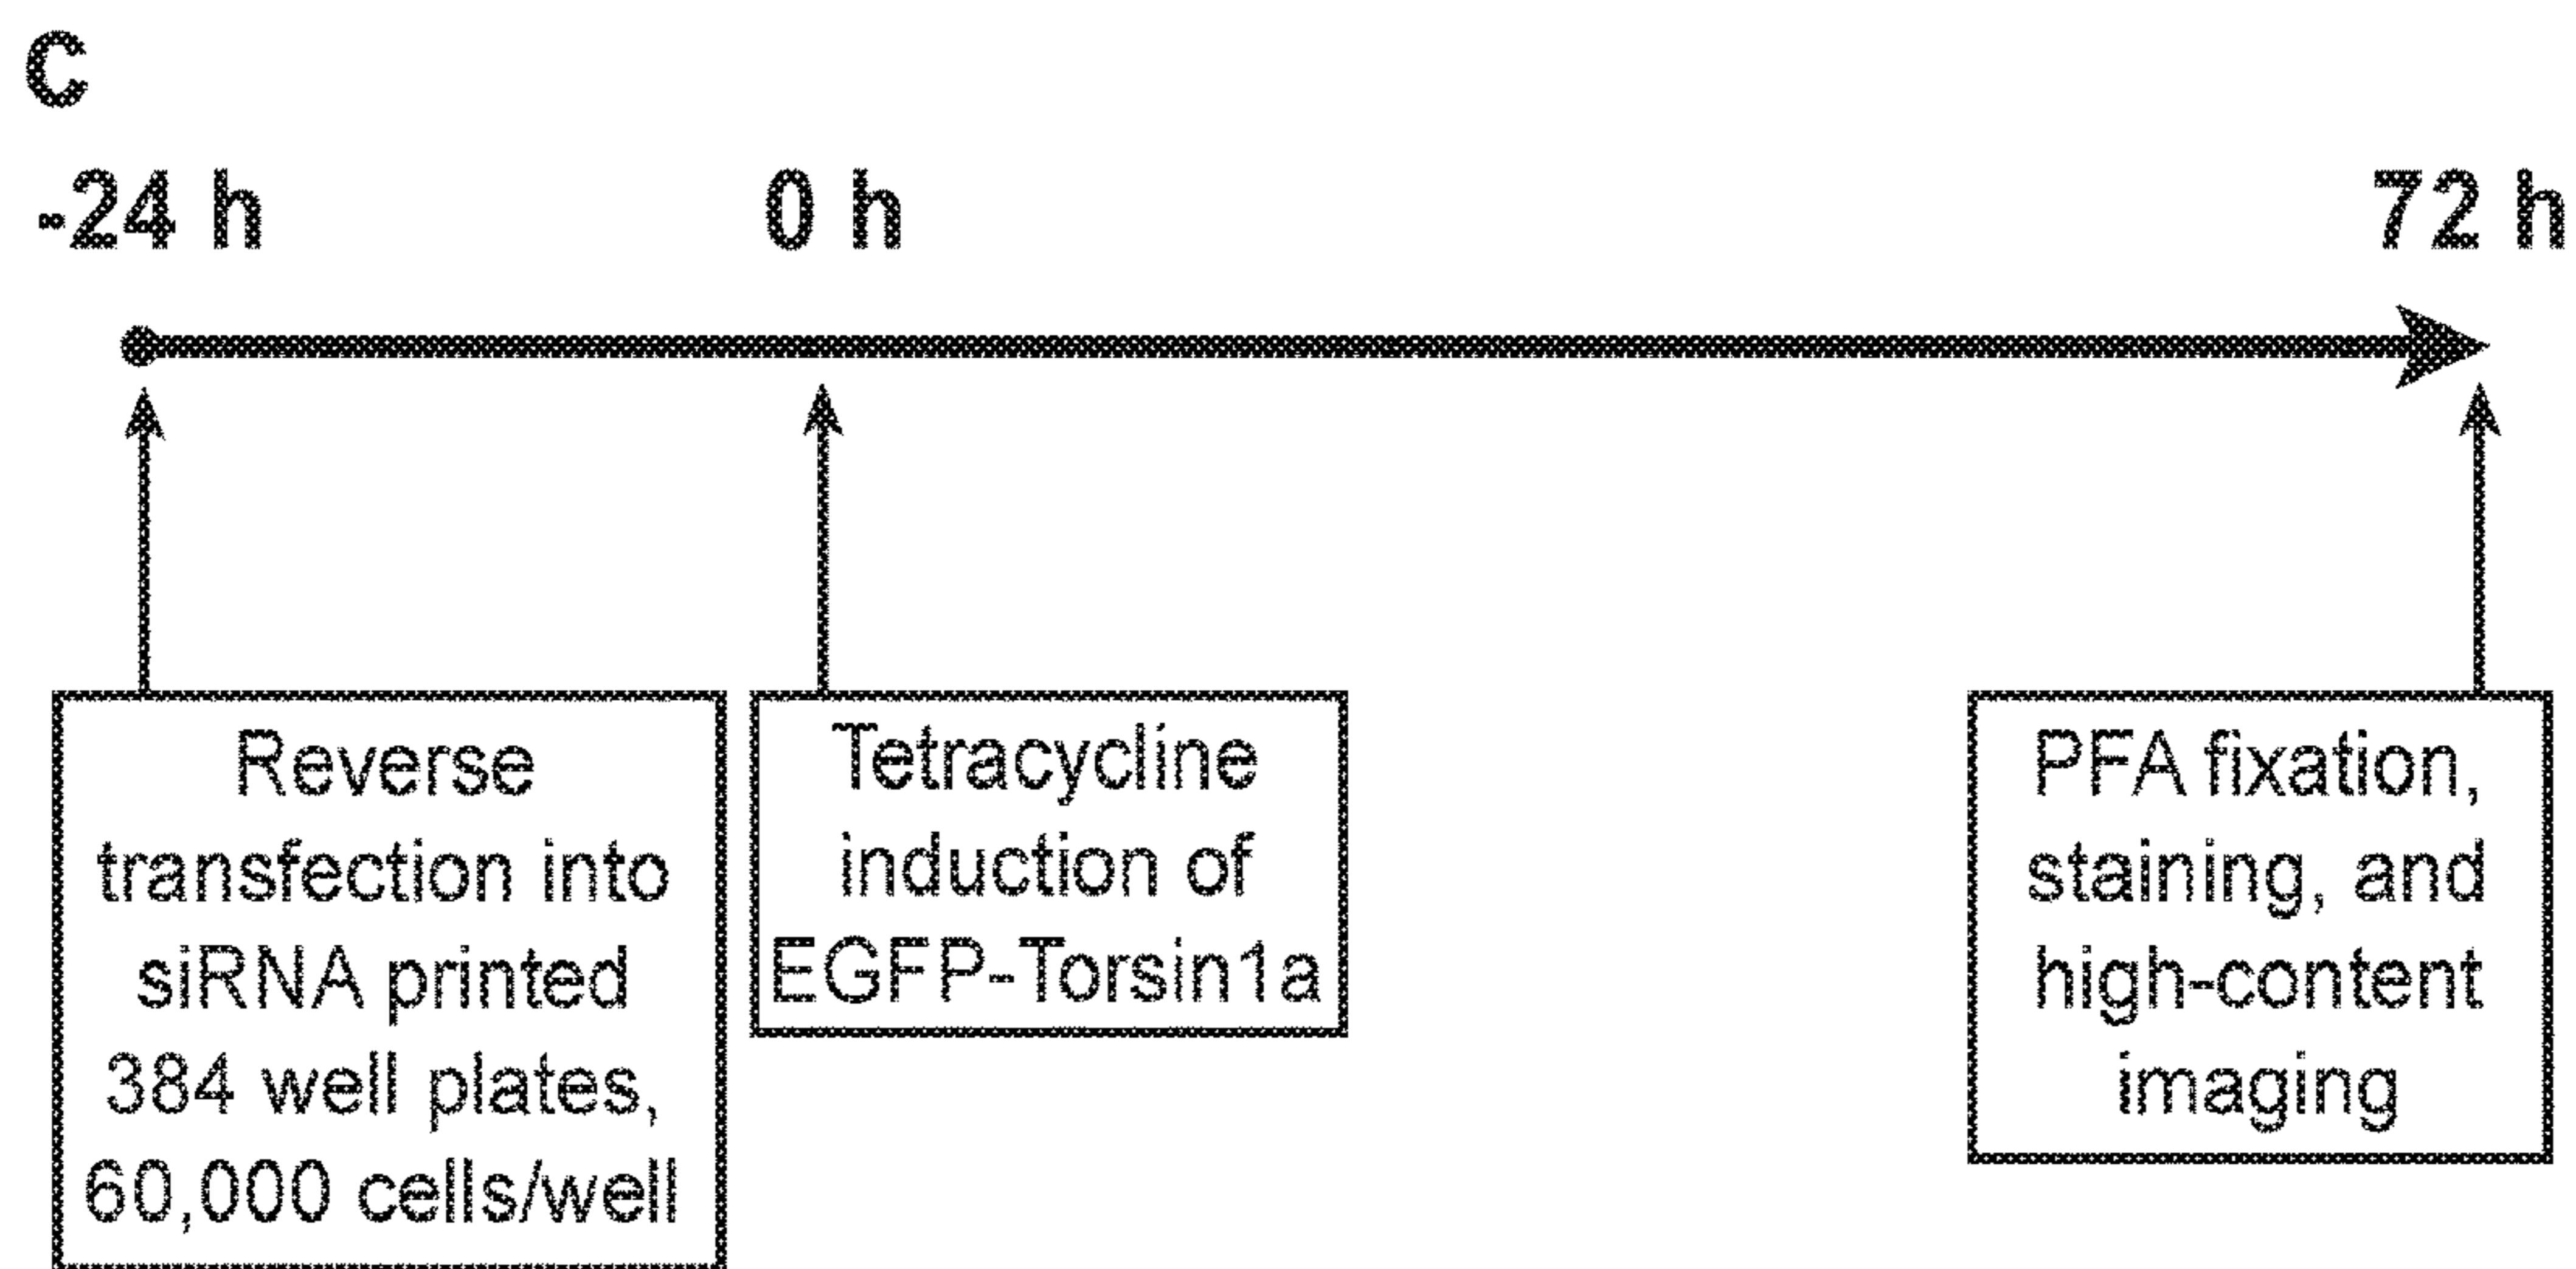 C
-24 h
0 h
72 h
Reverse
transfection into
siRNA printed
384 well plates,
60,000 cells/well
Tetracycline
induction of
EGFP-Torsin1a
PFA fixation,
staining, and
high-content
imaging